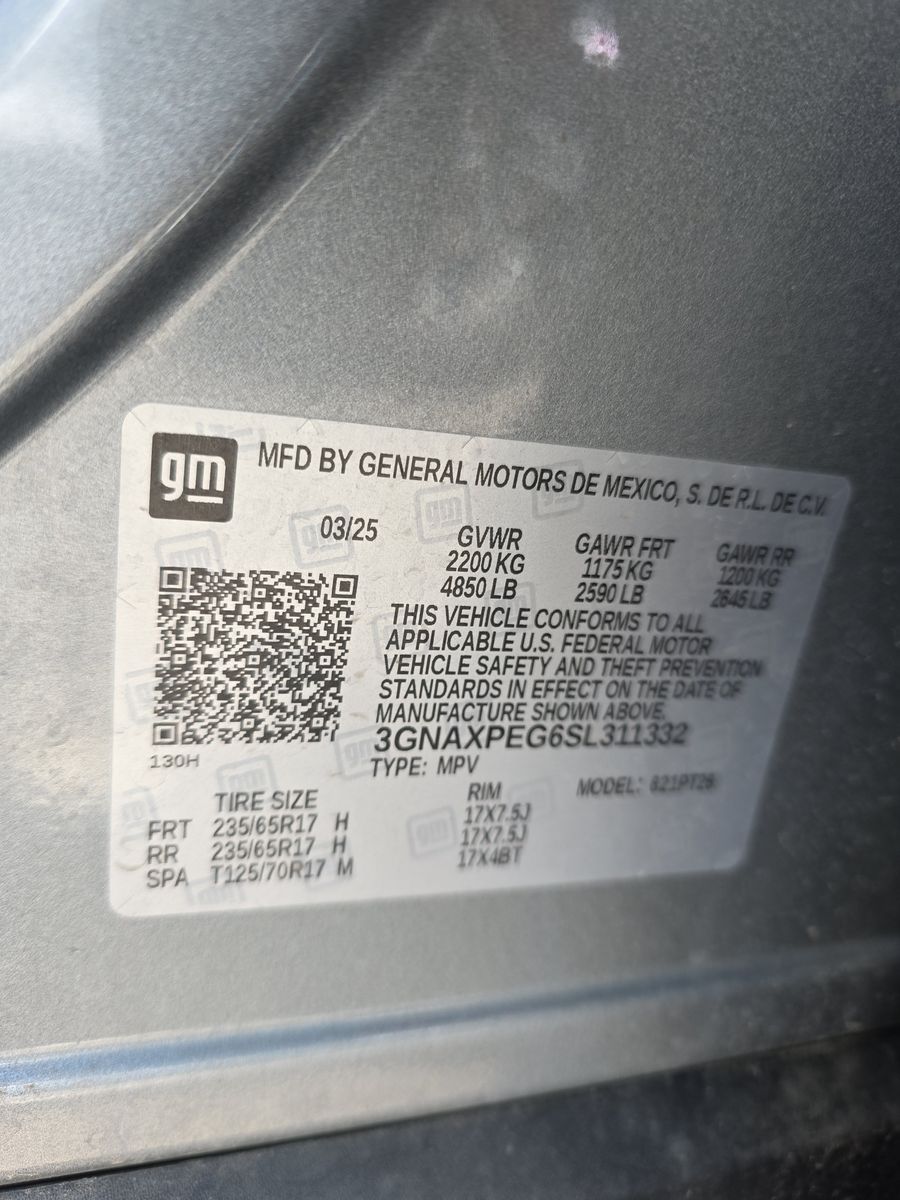 gm MFD BY GENERAL MOTORS DE MEXICO, S. DE R.L. DE C.V.
03/25 GVWR GAWR FRT GAWR RR
2200 KG 1175 KG 1200 KG
4850 LB 2590 LB 2645 LB
THIS VEHICLE CONFORMS TO ALL
APPLICABLE U.S. FEDERAL MOTOR
VEHICLE SAFETY AND THEFT PREVENTION
STANDARDS IN EFFECT ON THE DATE OF
MANUFACTURE SHOWN ABOVE.
3GNAXPEG6SL311332
130H
TYPE: MPV
TIRE SIZE RIM MODEL:
FRT 235/65R17 H 17X7.5J
RR 235/65R17 H 17X7.5J
SPA T125/70R17 M 17X4BT